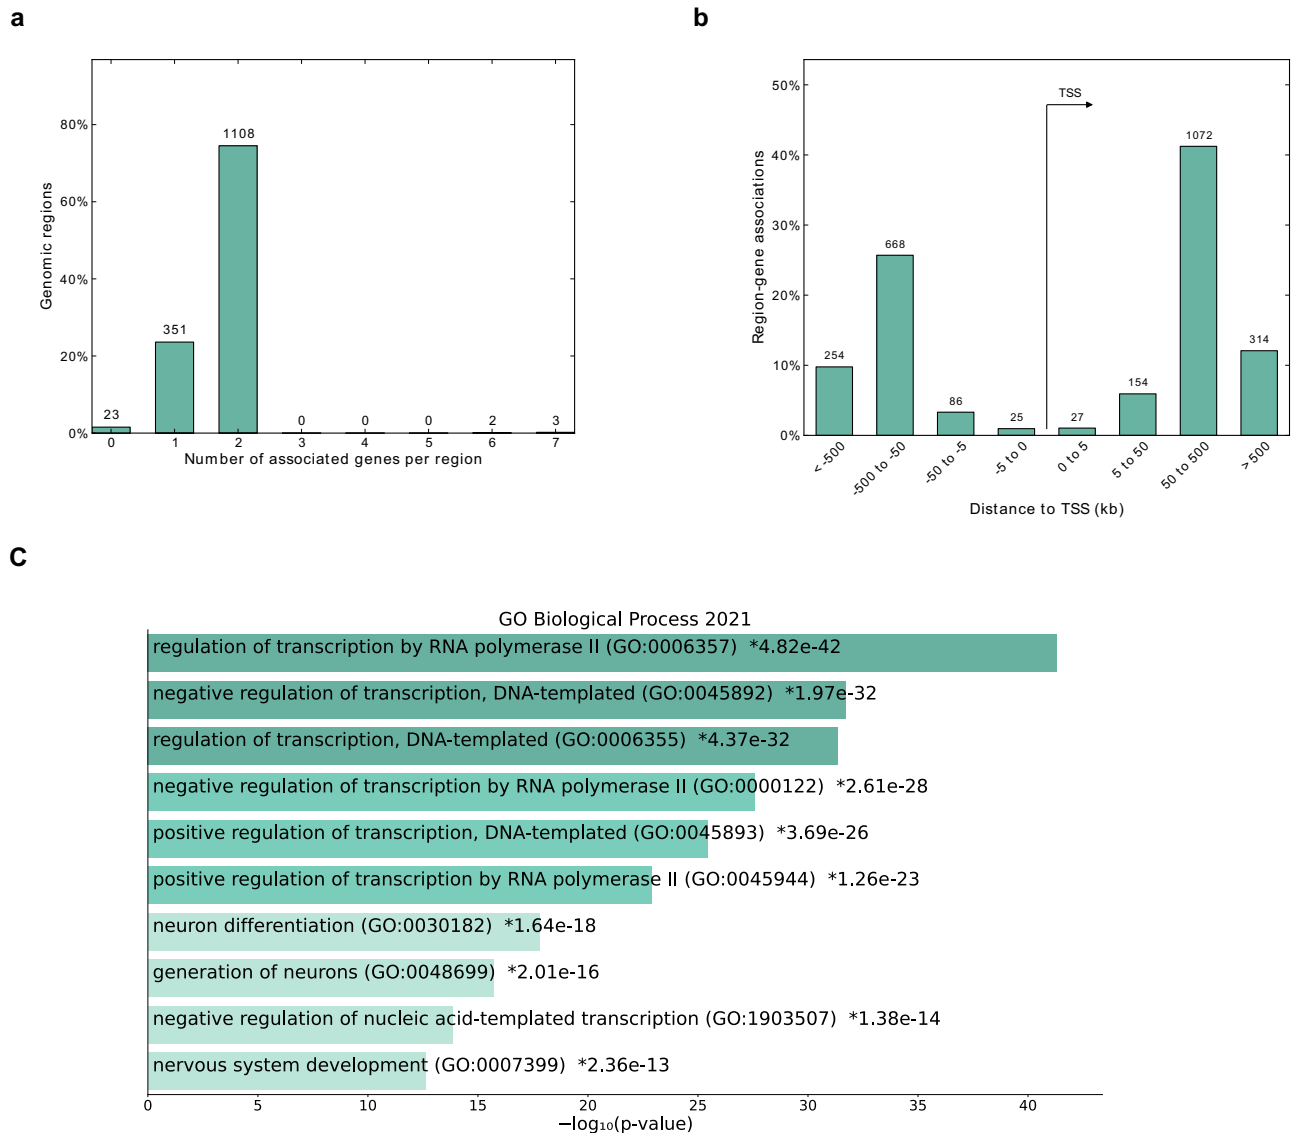 a
Genomic regions
80%
60%
40%
20%
0%
23
351
1108
0
0
0
2
3
0
1
2
3
4
5
6
7
Number of associated genes per region
b
Region-gene associations
50%
40%
30%
20%
10%
0%
TSS
254
668
86
25
27
154
1072
314
< -500
-500 to -50
-50 to -5
-5 to 0
0 to 5
5 to 50
50 to 500
> 500
Distance to TSS (kb)
C
GO Biological Process 2021
regulation of transcription by RNA polymerase II (GO:0006357) *4.82e-42
negative regulation of transcription, DNA-templated (GO:0045892) *1.97e-32
regulation of transcription, DNA-templated (GO:0006355) *4.37e-32
negative regulation of transcription by RNA polymerase II (GO:0000122) *2.61e-28
positive regulation of transcription, DNA-templated (GO:0045893) *3.69e-26
positive regulation of transcription by RNA polymerase II (GO:0045944) *1.26e-23
neuron differentiation (GO:0030182) *1.64e-18
generation of neurons (GO:0048699) *2.01e-16
negative regulation of nucleic acid-templated transcription (GO:1903507) *1.38e-14
nervous system development (GO:0007399) *2.36e-13
0 5 10 15 20 25 30 35 40
−log₁₀(p-value)